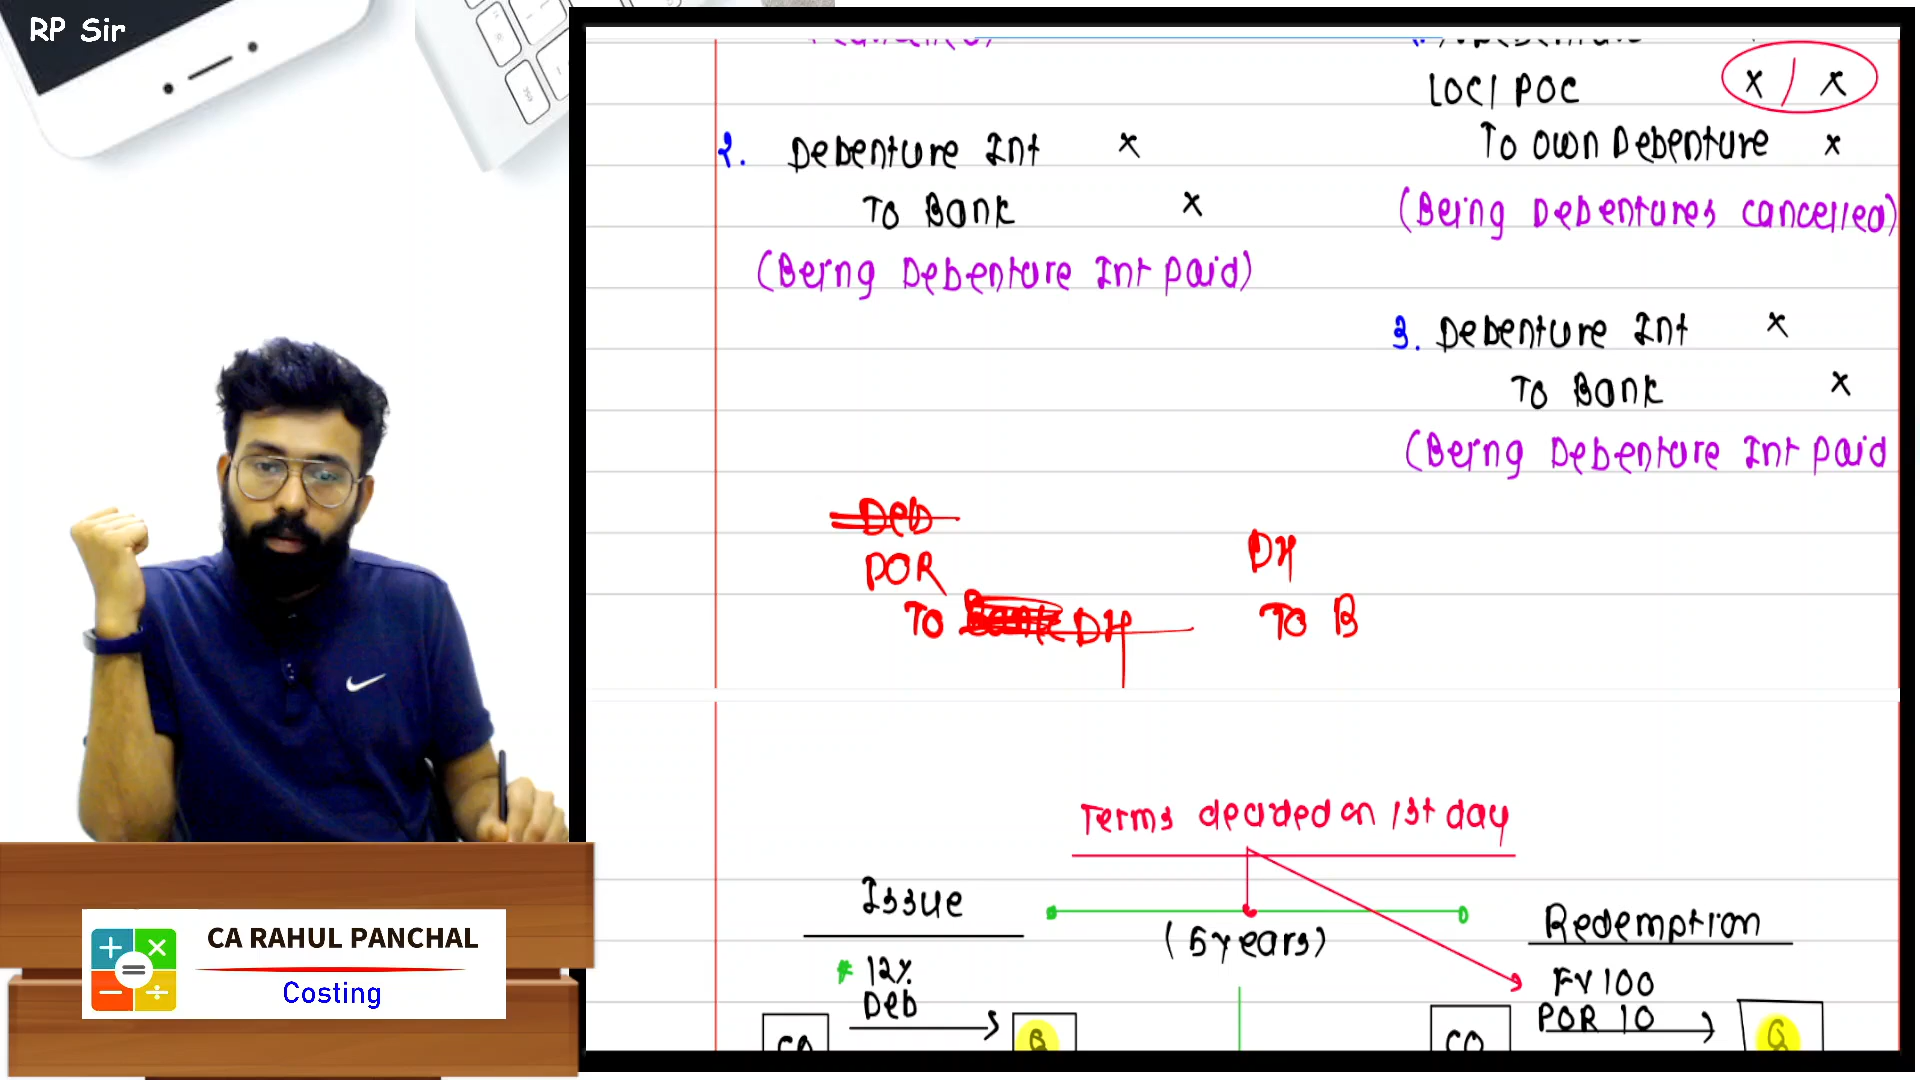 RP Sir
LOC/ POC x / x
To own Debenture x
(Being Debentures cancelled)
2. Debenture Int x
To Bank x
(Being Debenture Int paid)
3. Debenture Int x
To Bank x
(Being Debenture Int paid
Deb
POR
To DH
DH
To B
Terms decided on 1st day
Issue
(5 years)
Redemption
* 12%
Deb
FV 100
POR 10
CO
B
CO
CA RAHUL PANCHAL
Costing